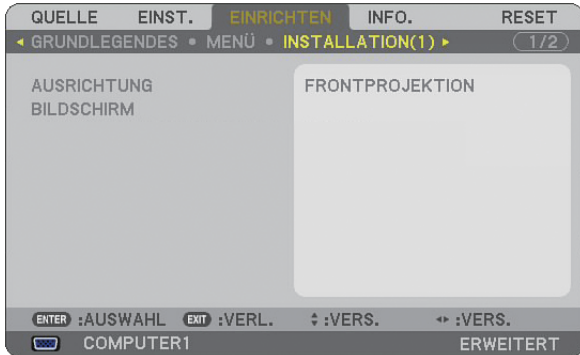 QUELLE EINST. EINRICHTEN INFO. RESET
GRUNDLEGENDES • MENÜ • INSTALLATION(1) 1/2
AUSRICHTUNG FRONTPROJEKTION
BILDSCHIRM
ENTER :AUSWAHL EXIT :VERL. :VERS. :VERS.
COMPUTER1 ERWEITERT